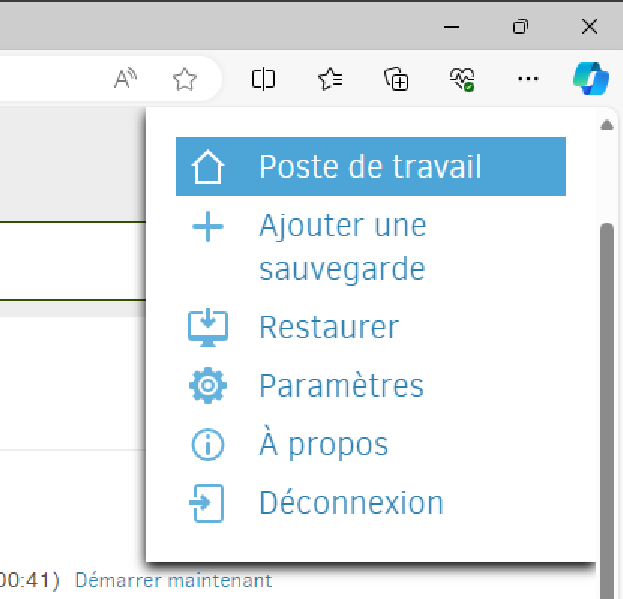 Poste de travail
Ajouter une
sauvegarde
Restaurer
Paramètres
À propos
Déconnexion
00:41) Démarrer maintenant